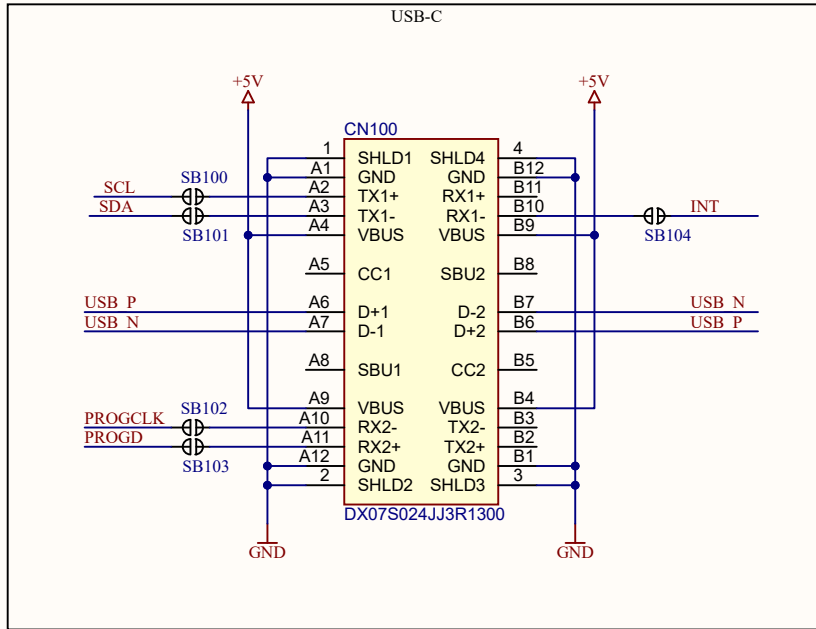 USB-C
+5V
+5V
CN100
1 SHLD1 SHLD4 4
A1 GND GND B12
SCL SB100 A2 TX1+ RX1+ B11
SDA SB101 A3 TX1- RX1- B10 SB104 INT
A4 VBUS VBUS B9
A5 CC1 SBU2 B8
USB_P A6 D+1 D-2 B7 USB_N
USB_N A7 D-1 D+2 B6 USB_P
A8 SBU1 CC2 B5
A9 VBUS VBUS B4
PROGCLK SB102 A10 RX2- TX2- B3
PROGD SB103 A11 RX2+ TX2+ B2
A12 GND GND B1
2 SHLD2 SHLD3 3
DX07S024JJ3R1300
GND
GND